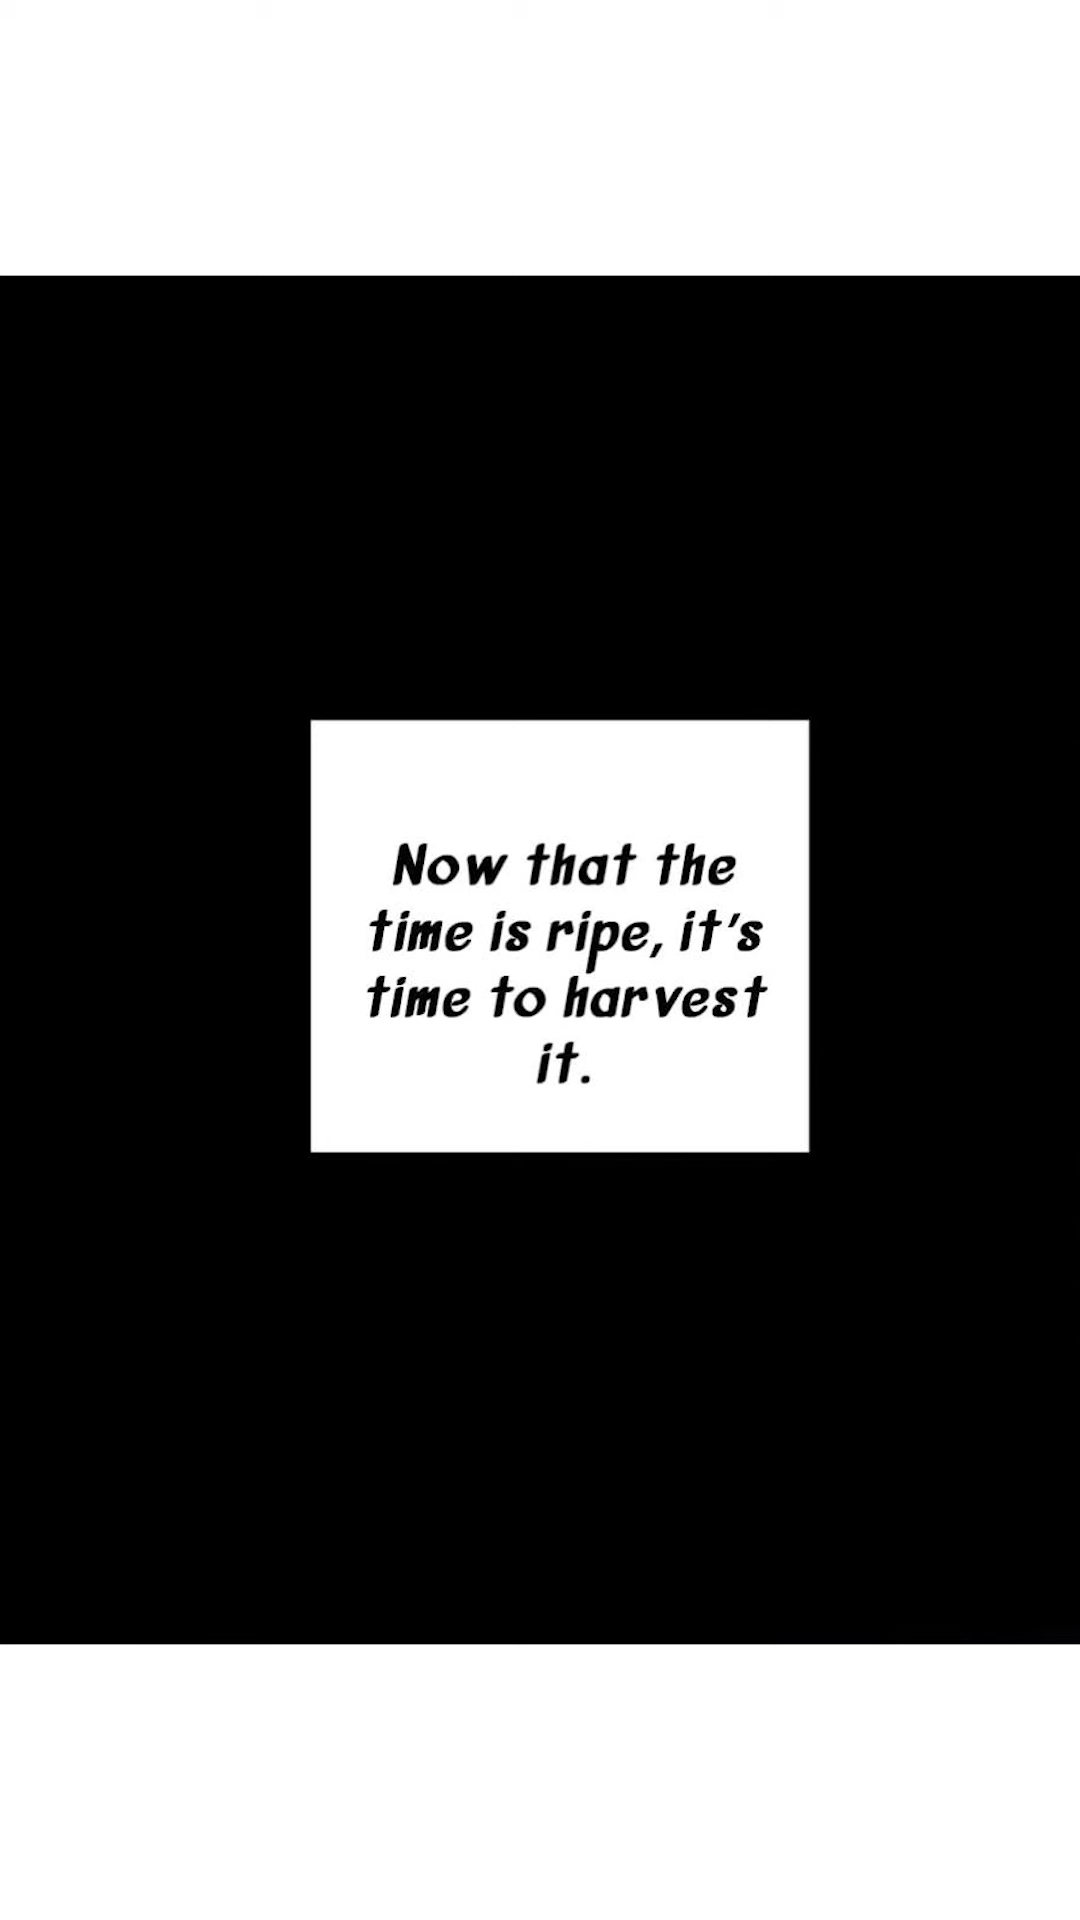 Now that the
time is ripe, it's
time to harvest
it.